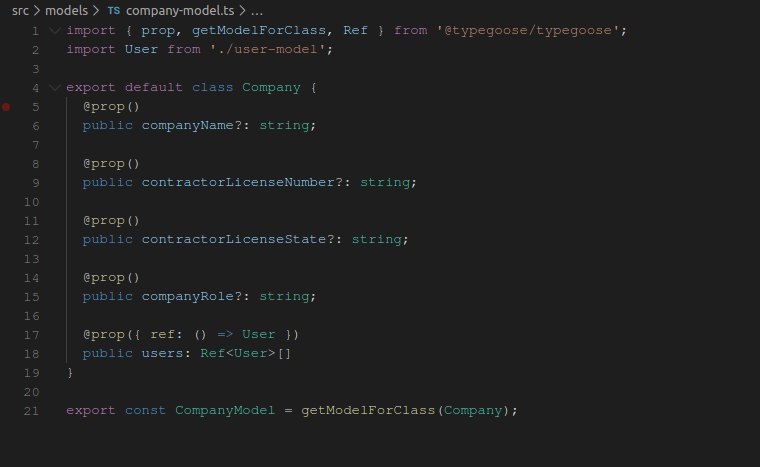 src > models > TS company-model.ts > ...
1 import { prop, getModelForClass, Ref } from '@typegoose/typegoose';
2 import User from './user-model';
3
4 export default class Company {
5   @prop()
6   public companyName?: string;
7
8   @prop()
9   public contractorLicenseNumber?: string;
10
11   @prop()
12   public contractorLicenseState?: string;
13
14   @prop()
15   public companyRole?: string;
16
17   @prop({ ref: () => User })
18   public users: Ref<User>[]
19 }
20
21 export const CompanyModel = getModelForClass(Company);